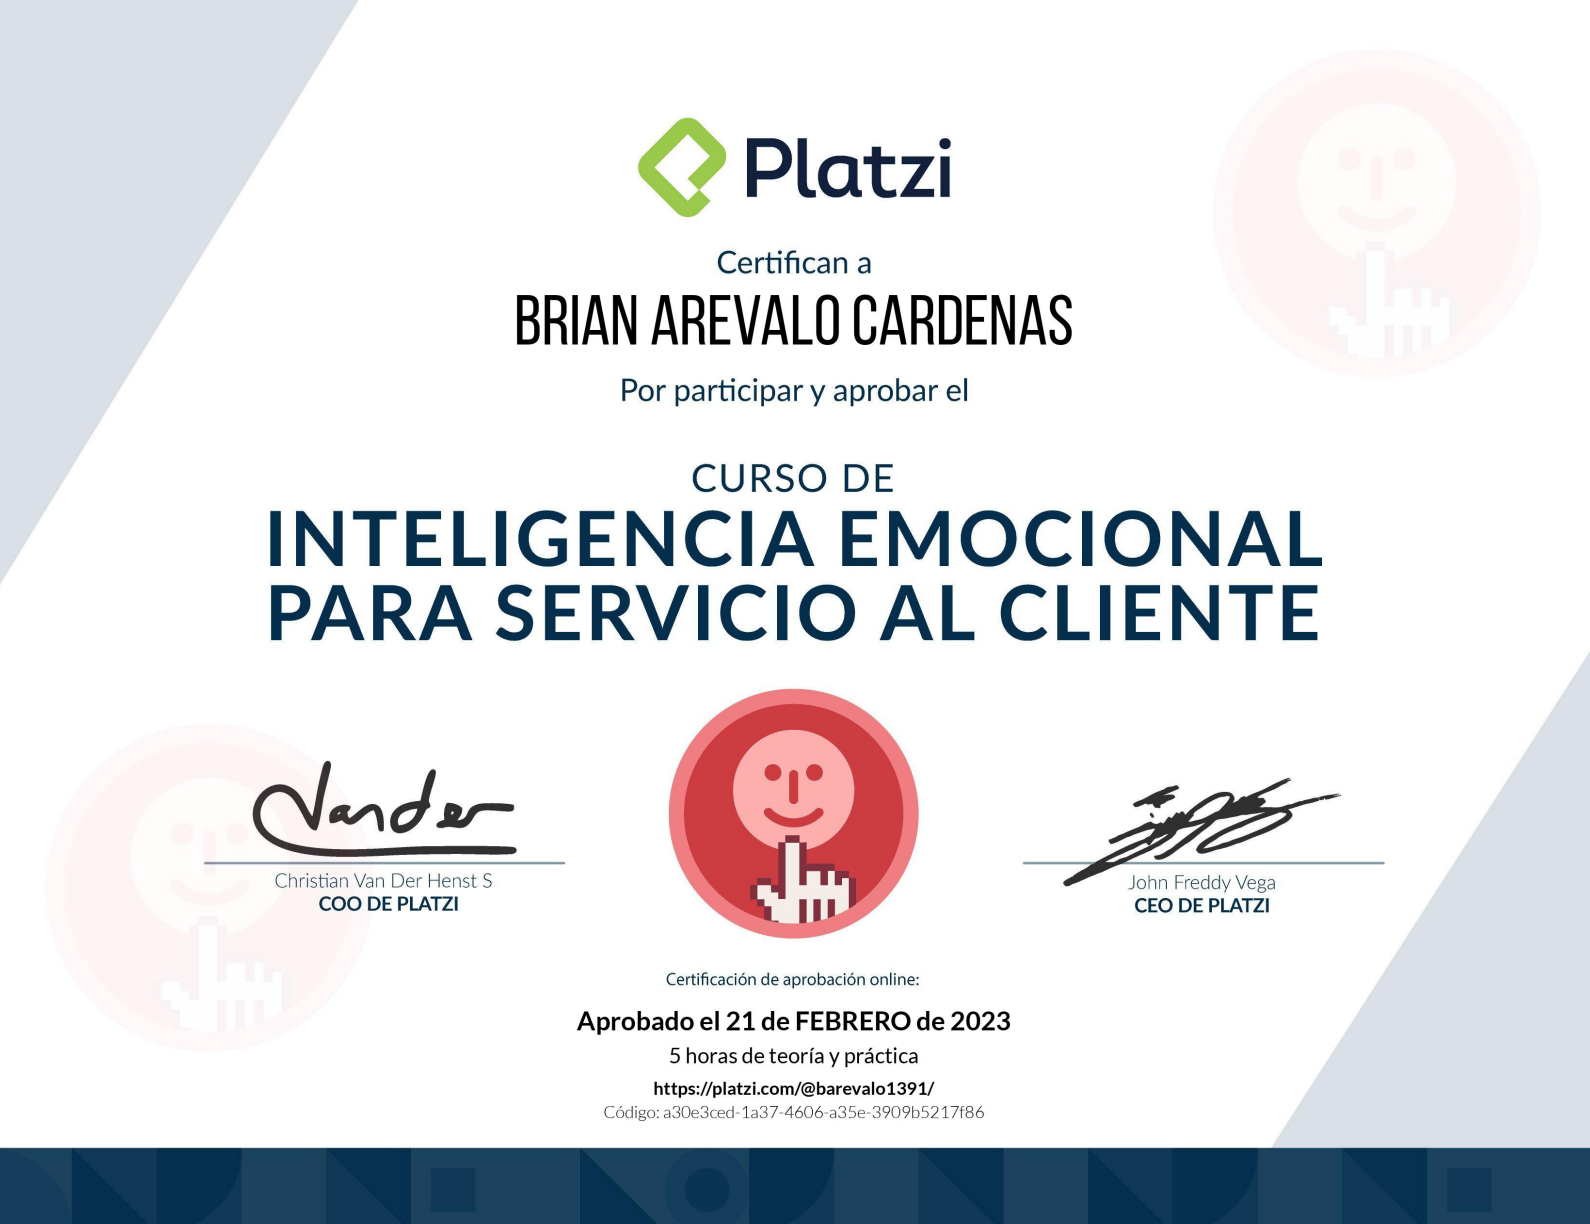 Platzi
Certifican a
BRIAN AREVALO CARDENAS
Por participar y aprobar el
CURSO DE
INTELIGENCIA EMOCIONAL
PARA SERVICIO AL CLIENTE
Vander
Christian Van Der Henst S
COO DE PLATZI
John Freddy Vega
CEO DE PLATZI
Certificación de aprobación online:
Aprobado el 21 de FEBRERO de 2023
5 horas de teoría y práctica
https://platzi.com/@barevalo1391/
Código: a30e3ced-1a37-4606-a35e-3909b5217f86